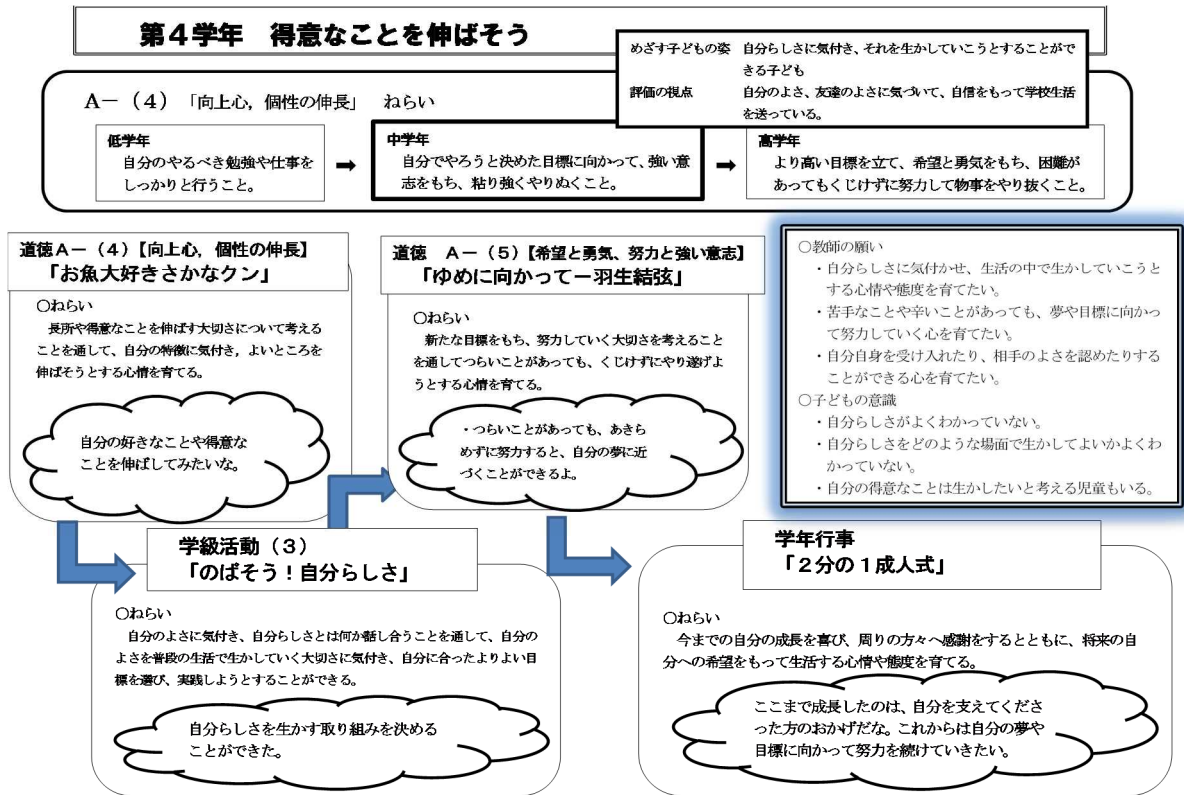 第４学年　得意なことを伸ばそう
めざす子どもの姿　自分らしさに気付き、それを生かしていこうとすることがで
きる子ども
評価の視点　自分のよさ、友達のよさに気づいて、自信をもって学校生活
を送っている。
Ａ－（４）「向上心，個性の伸長」　ねらい
低学年
自分のやるべき勉強や仕事を
しっかりと行うこと。
➡
中学年
自分でやろうと決めた目標に向かって、強い意
志をもち、粘り強くやりぬくこと。
➡
高学年
より高い目標を立て、希望と勇気をもち、困難が
あってもくじけずに努力して物事をやり抜くこと。
道徳Ａ－（４）【向上心，個性の伸長】
「お魚大好きさかなクン」
○ねらい
長所や得意なことを伸ばす大切さについて考える
ことを通して、自分の特徴に気付き，よいところを
伸ばそうとする心情を育てる。
自分の好きなことや得意な
ことを伸ばしてみたいな。
道徳　Ａ－（５）【希望と勇気、努力と強い意志】
「ゆめに向かってー羽生結弦」
○ねらい
新たな目標をもち、努力していく大切さを考えること
を通してつらいことがあっても、くじけずにやり遂げよ
うとする心情を育てる。
・つらいことがあっても、あきら
めずに努力すると、自分の夢に近
づくことができるよ。
○教師の願い
・自分らしさに気付かせ、生活の中で生かしていこうと
する心情や態度を育てたい。
・苦手なことや辛いことがあっても、夢や目標に向かっ
て努力していく心を育てたい。
・自分自身を受け入れたり、相手のよさを認めたりする
ことができる心を育てたい。
○子どもの意識
・自分らしさがよくわかっていない。
・自分らしさをどのような場面で生かしてよいかよくわ
かっていない。
・自分の得意なことは生かしたいと考える児童もいる。
学級活動（３）
「のばそう！自分らしさ」
○ねらい
自分のよさに気付き、自分らしさとは何か話し合うことを通して、自分の
よさを普段の生活で生かしていく大切さに気付き、自分に合ったよりよい目
標を選び、実践しようとすることができる。
自分らしさを生かす取り組みを決める
ことができた。
学年行事
「２分の１成人式」
○ねらい
今までの自分の成長を喜び、周りの方々へ感謝をするとともに、将来の自
分への希望をもって生活する心情や態度を育てる。
ここまで成長したのは、自分を支えてくださ
った方のおかげだな。これからは自分の夢や
目標に向かって努力を続けていきたい。